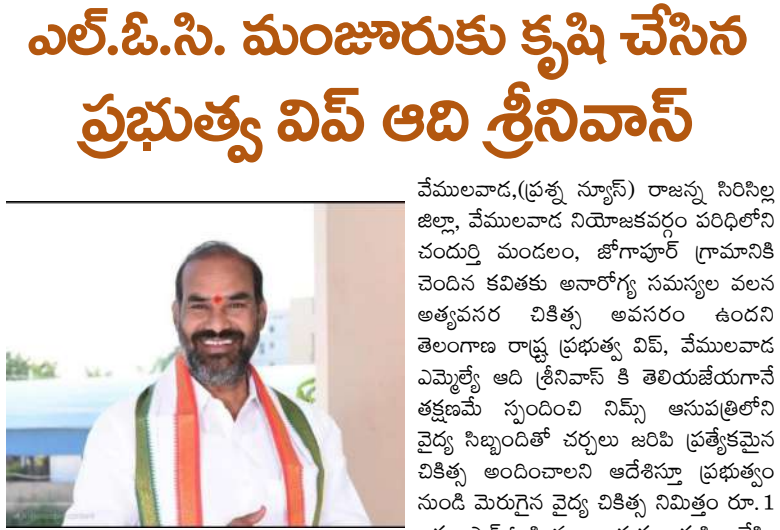 ఎల్.ఓ.సి. మంజూరుకు కృషి చేసిన
ప్రభుత్వ విప్ ఆది శ్రీనివాస్
వేములవాడ,(ప్రశ్న న్యూస్) రాజన్న సిరిసిల్ల
జిల్లా, వేములవాడ నియోజకవర్గం పరిధిలోని
చందుర్తి మండలం, జోగాపూర్ గ్రామానికి
చెందిన కవితకు అనారోగ్య సమస్యల వలన
అత్యవసర చికిత్స అవసరం ఉందని
తెలంగాణ రాష్ట్ర ప్రభుత్వ విప్, వేములవాడ
ఎమ్మెల్యే ఆది శ్రీనివాస్ కి తెలియజేయగానే
తక్షణమే స్పందించి నిమ్స్ ఆసుపత్రిలోని
వైద్య సిబ్బందితో చర్చలు జరిపి ప్రత్యేకమైన
చికిత్స అందించాలని ఆదేశిస్తూ ప్రభుత్వం
నుండి మెరుగైన వైద్య చికిత్స నిమిత్తం రూ.1